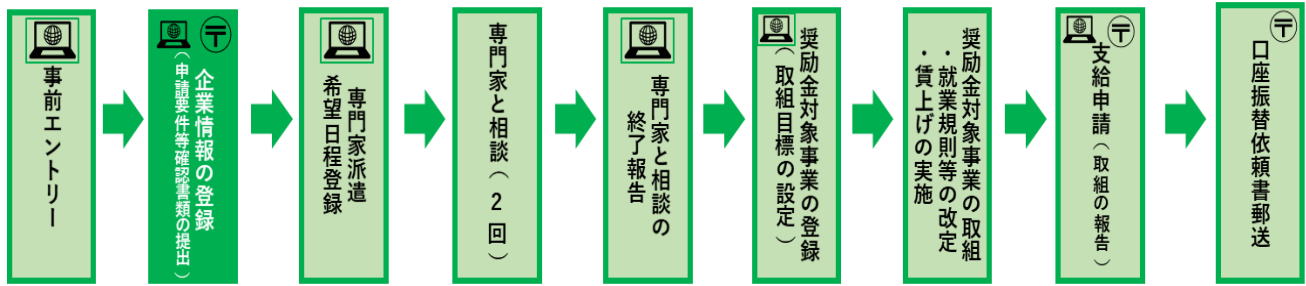 事前エントリー
〒
企業情報の登録
（申請要件等確認書類の提出）
専門家派遣
希望日程登録
専門家と相談（２回）
専門家と相談の
終了報告
奨励金対象事業の登録
（取組目標の設定）
奨励金対象事業の取組
・就業規則等の改定
・賃上げの実施
〒
支給申請（取組の報告）
〒
口座振替依頼書郵送